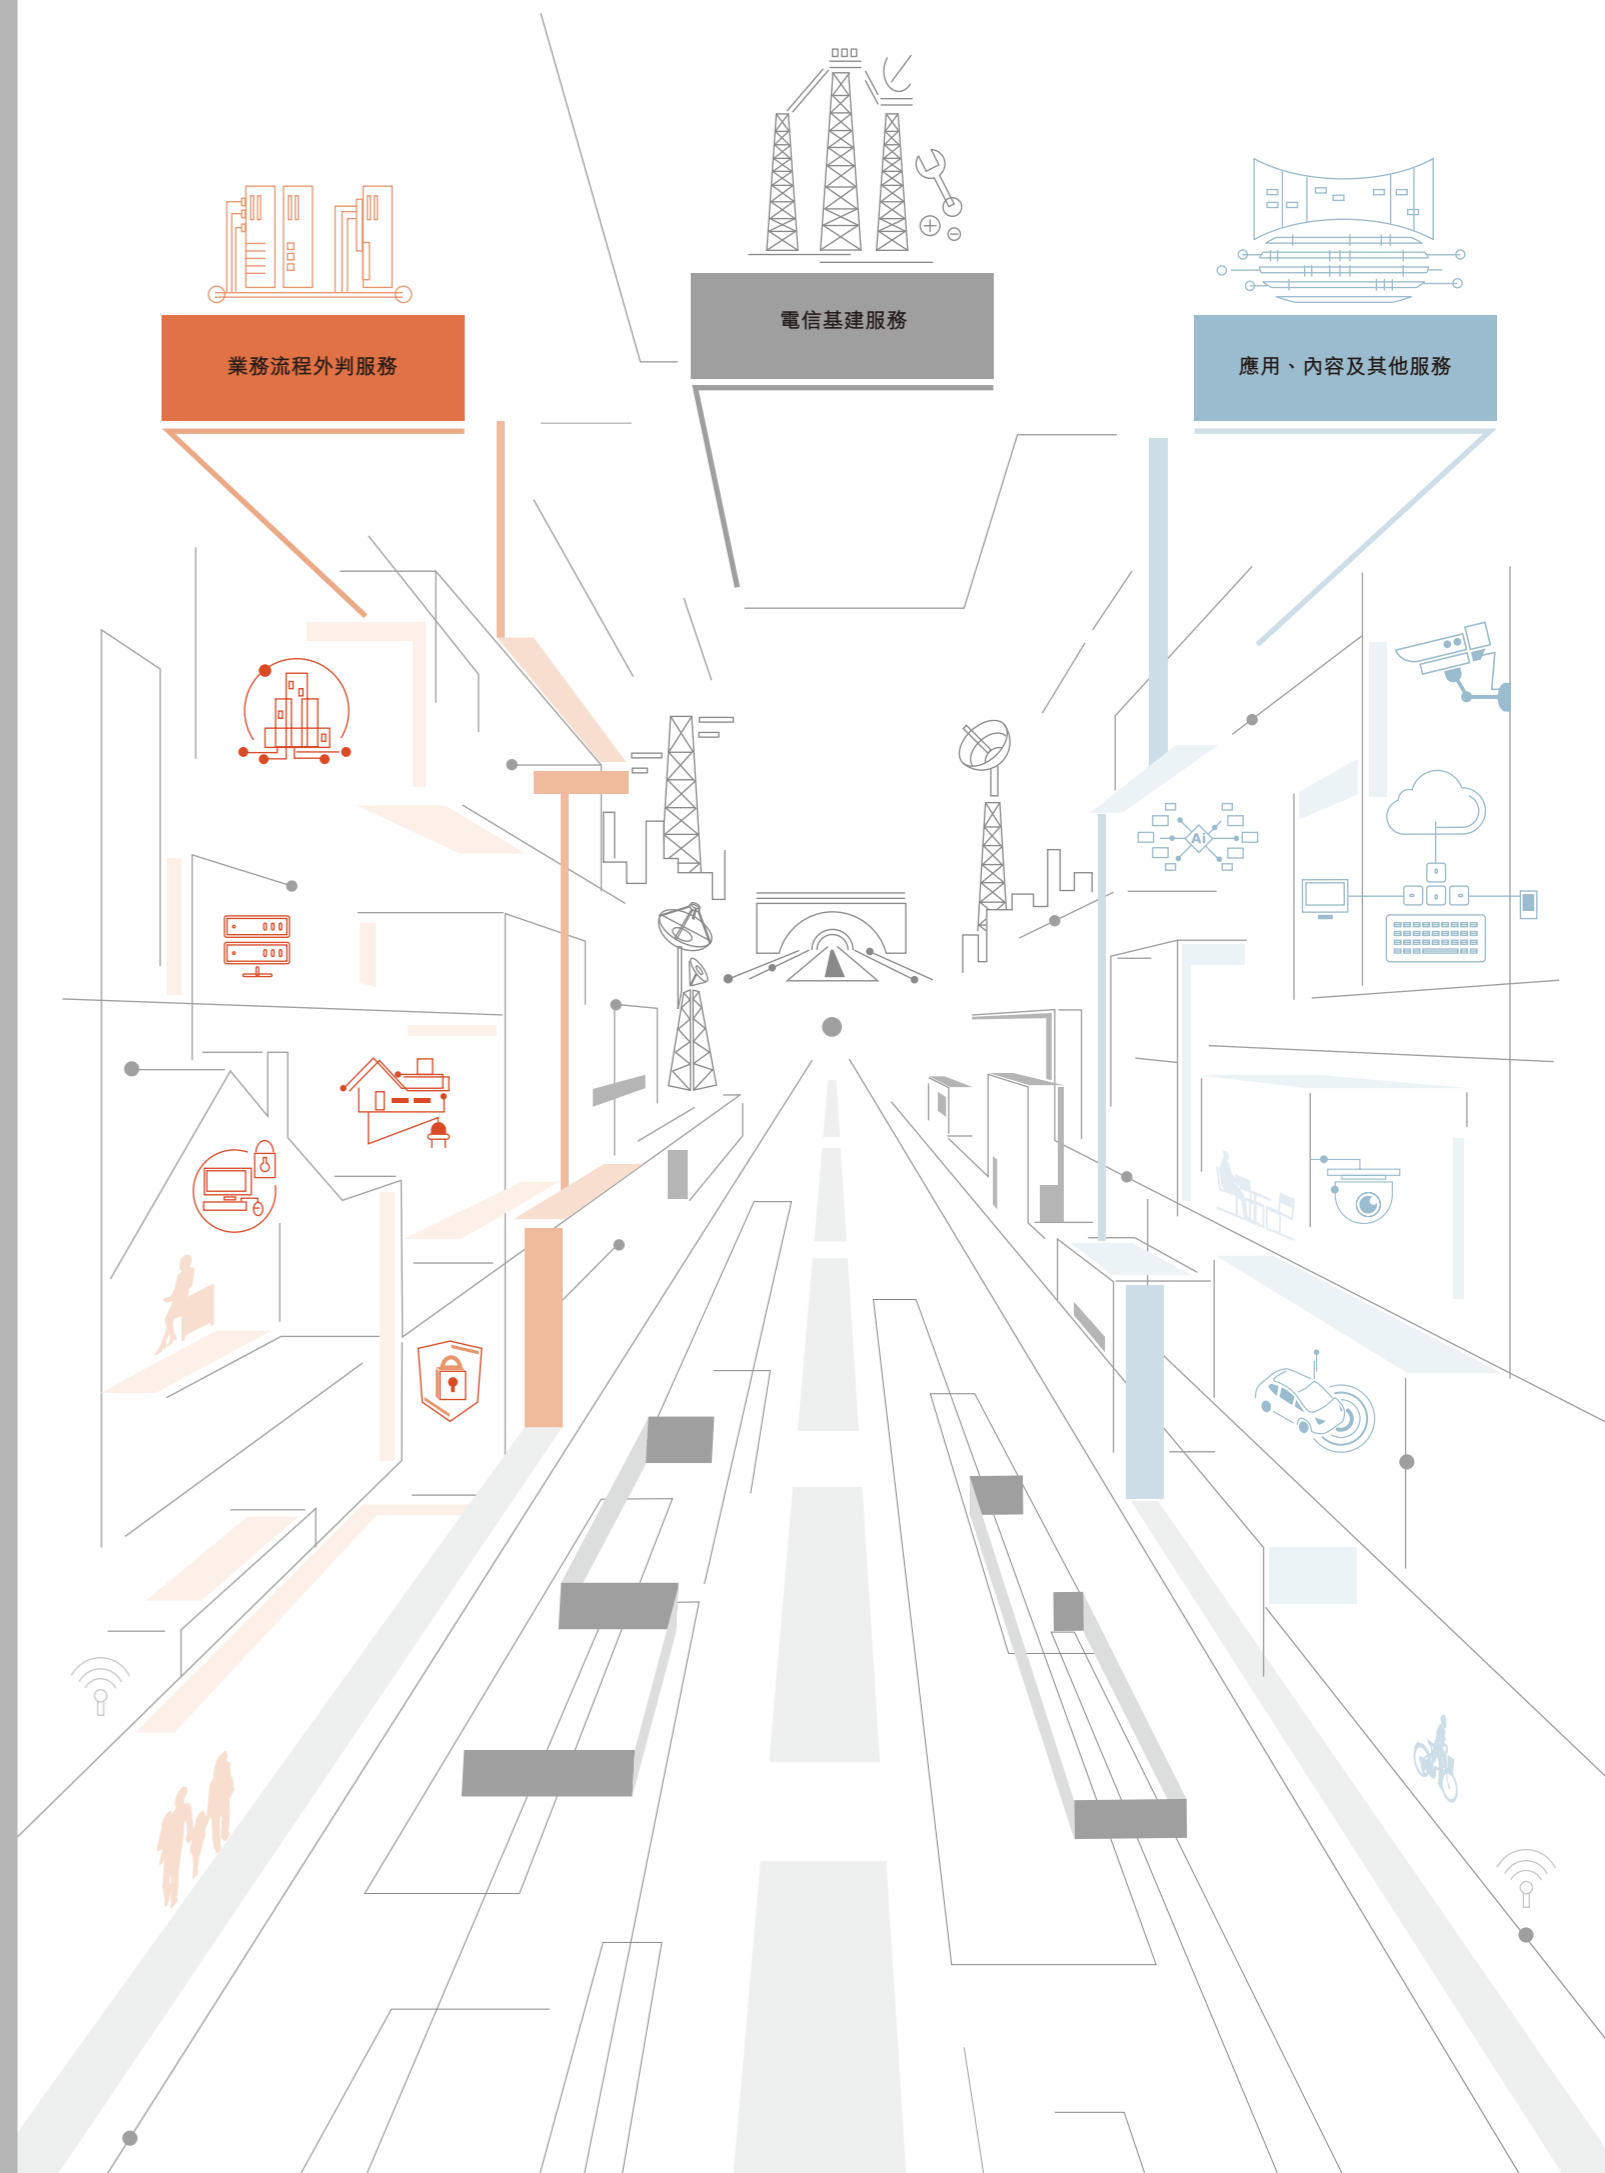 電信基建服務
業務流程外判服務
應用、內容及其他服務
Ai